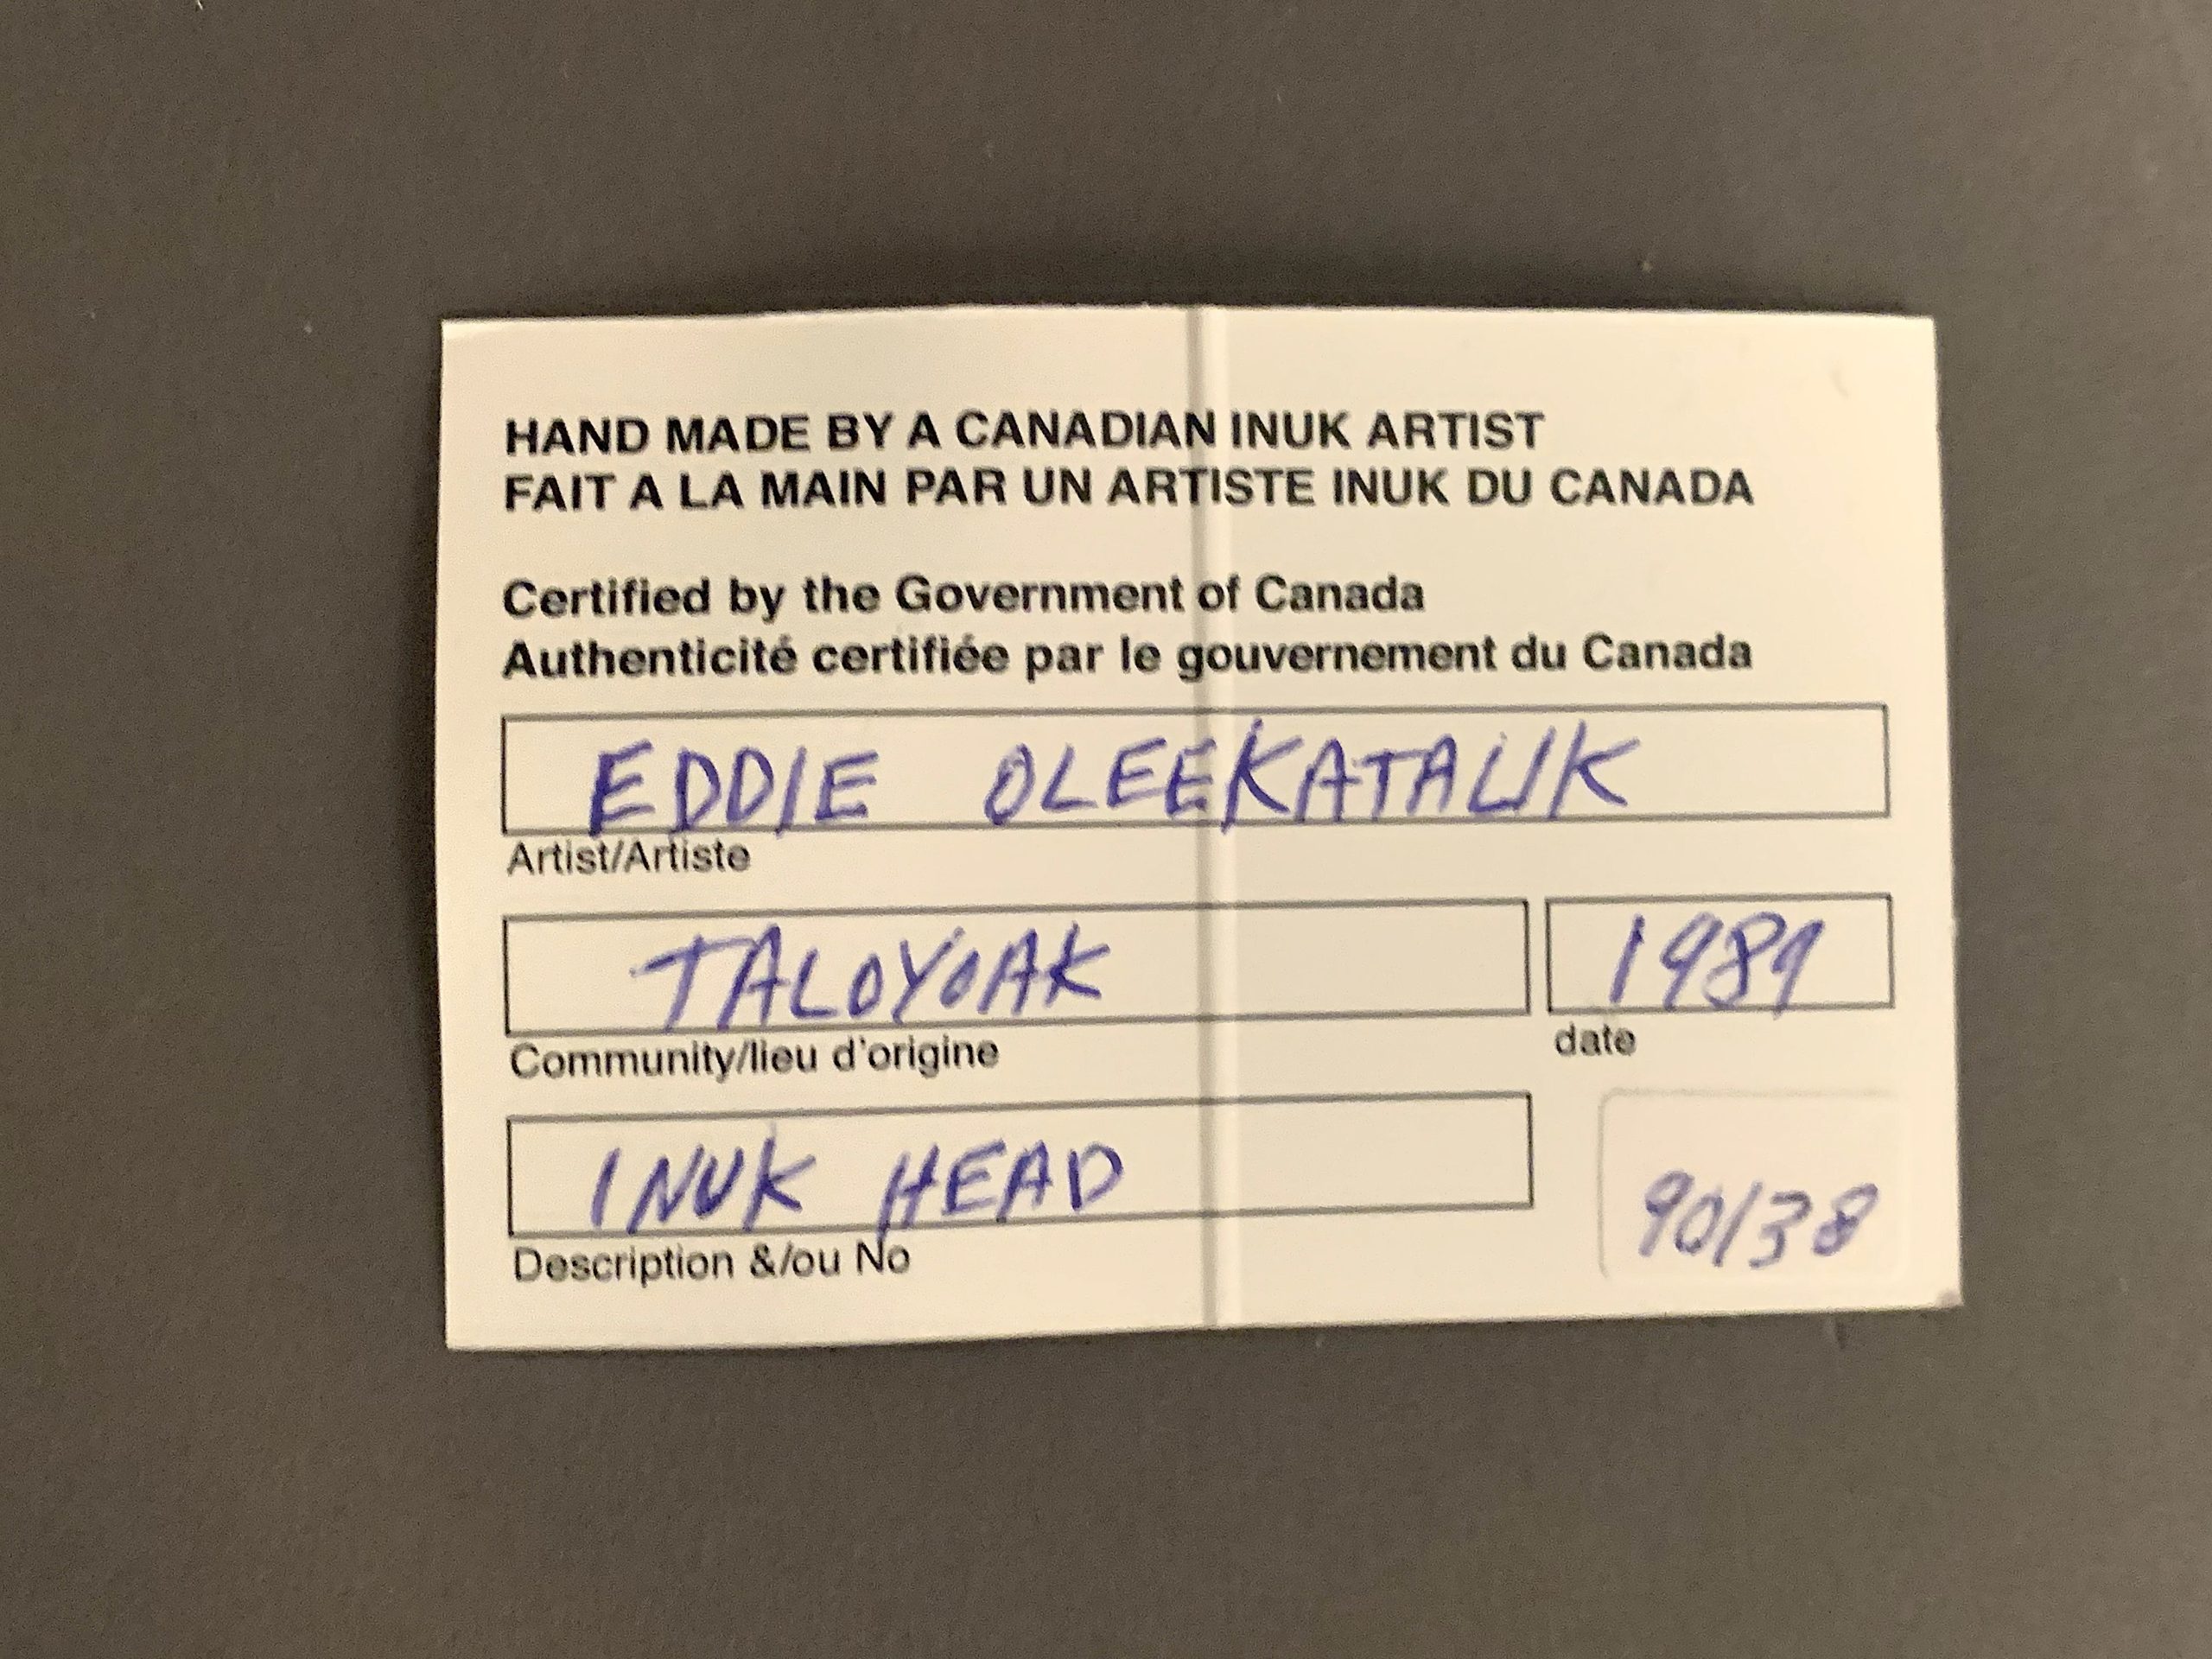 HAND MADE BY A CANADIAN INUK ARTIST
FAIT A LA MAIN PAR UN ARTISTE INUK DU CANADA
Certified by the Government of Canada
Authenticité certifiée par le gouvernement du Canada
EDDIE OLEEKATALIK
Artist/Artiste
TALOYOAK 1989
Community/lieu d'origine date
INUK HEAD
Description &/ou No
90/38